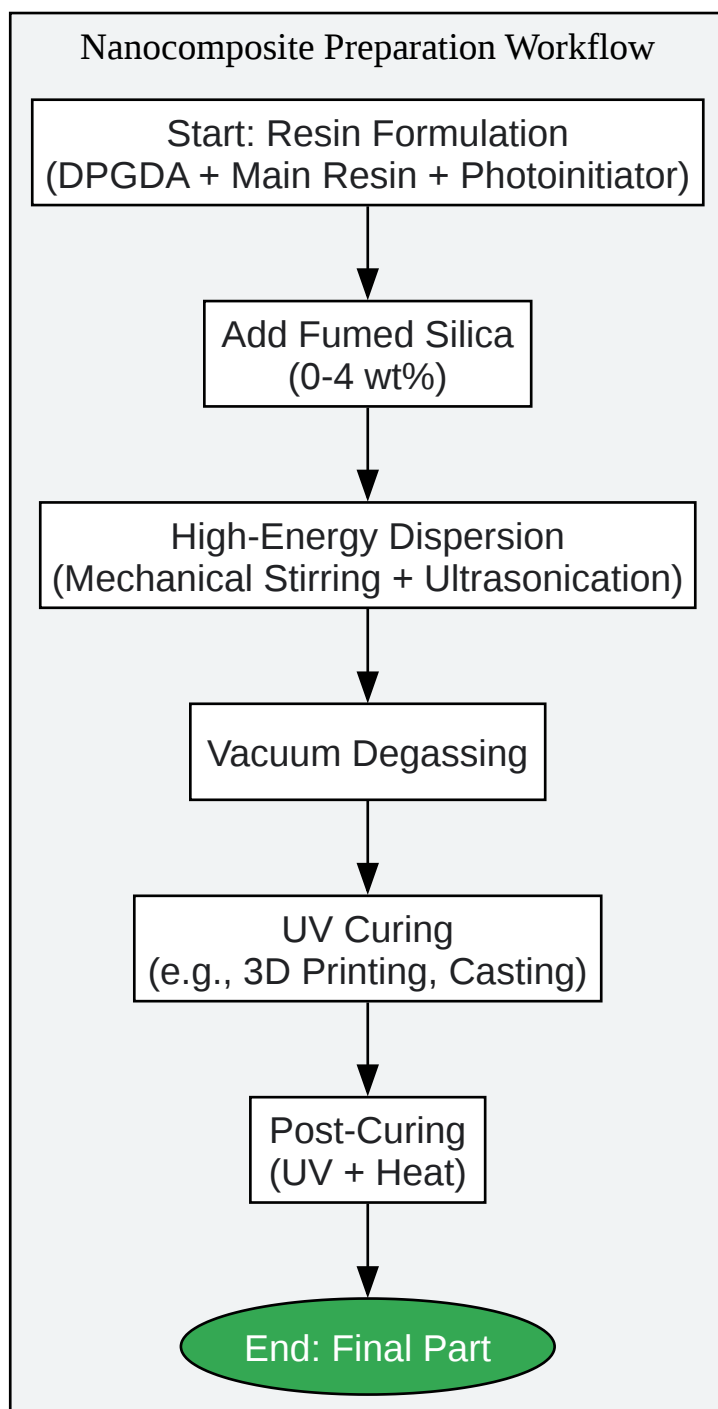 Nanocomposite Preparation Workflow
Start: Resin Formulation
(DPGDA + Main Resin + Photoinitiator)
Add Fumed Silica
(0-4 wt%)
High-Energy Dispersion
(Mechanical Stirring + Ultrasonication)
Vacuum Degassing
UV Curing
(e.g., 3D Printing, Casting)
Post-Curing
(UV + Heat)
End: Final Part